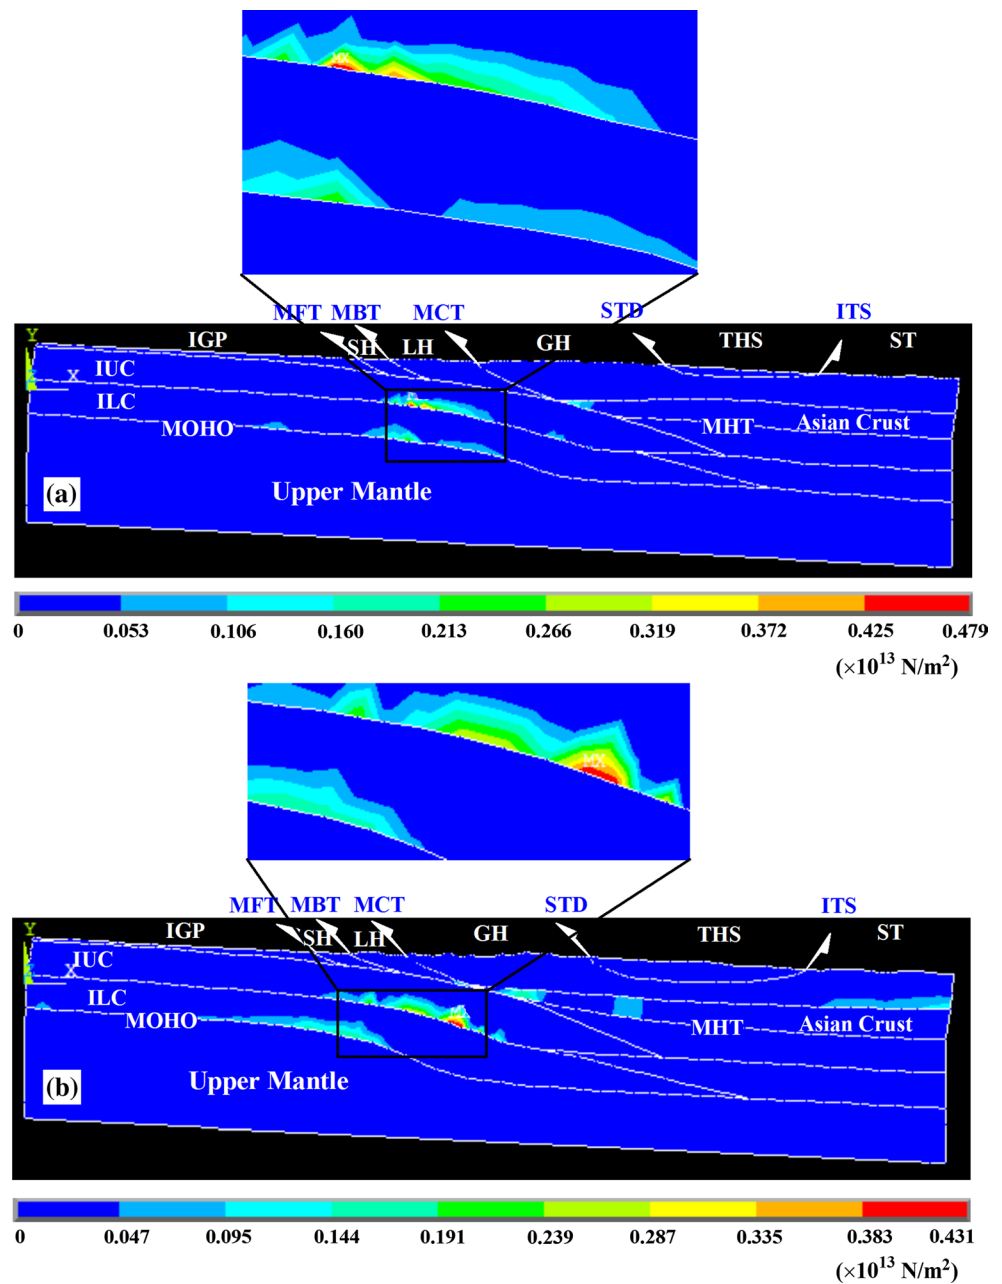 MX
MFT MBT MCT STD ITS
Y IGP SH LH GH THS ST
X IUC
ILC
MOHO MHT Asian Crust
(a) Upper Mantle
0 0.053 0.106 0.160 0.213 0.266 0.319 0.372 0.425 0.479
(×10¹³ N/m²)
MX
MFT MBT MCT STD ITS
Y IGP SH LH GH THS ST
X IUC
ILC
MOHO MHT Asian Crust
(b) Upper Mantle
0 0.047 0.095 0.144 0.191 0.239 0.287 0.335 0.383 0.431
(×10¹³ N/m²)